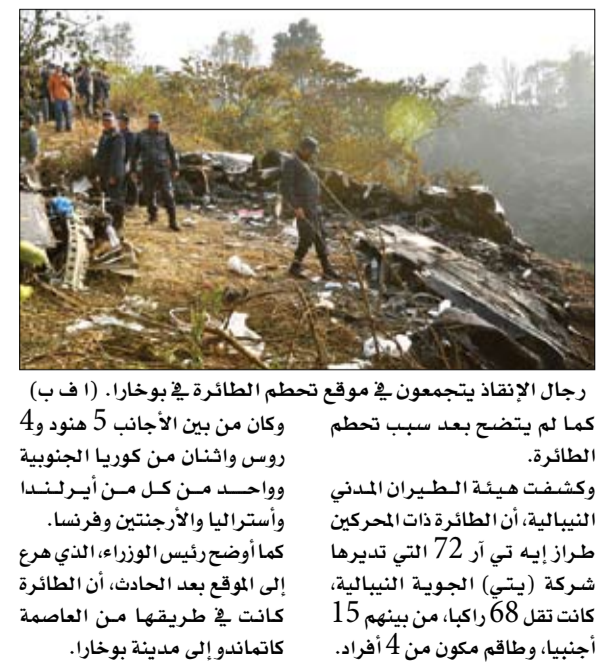 رجال الإنقاذ يتجمعون في موقع تحطم الطائرة في بوخارا. (ا ف ب)
كما لم يتضح بعد سبب تحطم
الطائرة.
وكشفت هيئة الطيران المدني
النيبالية، أن الطائرة ذات المحركين
طراز إيه تي آر 72 التي تديرها
شركة (يتي) الجوية النيبالية،
كانت تقل 68 راكبا، من بينهم 15
أجنبيا، وطاقم مكون من 4 أفراد.
وكان من بين الأجانب 5 هنود و4
روس واثنان من كوريا الجنوبية
وواحد من كل من أيرلندا
وأستراليا والأرجنتين وفرنسا.
كما أوضح رئيس الوزراء، الذي هرع
إلى الموقع بعد الحادث، أن الطائرة
كانت في طريقها من العاصمة
كاتماندو إلى مدينة بوخارا.